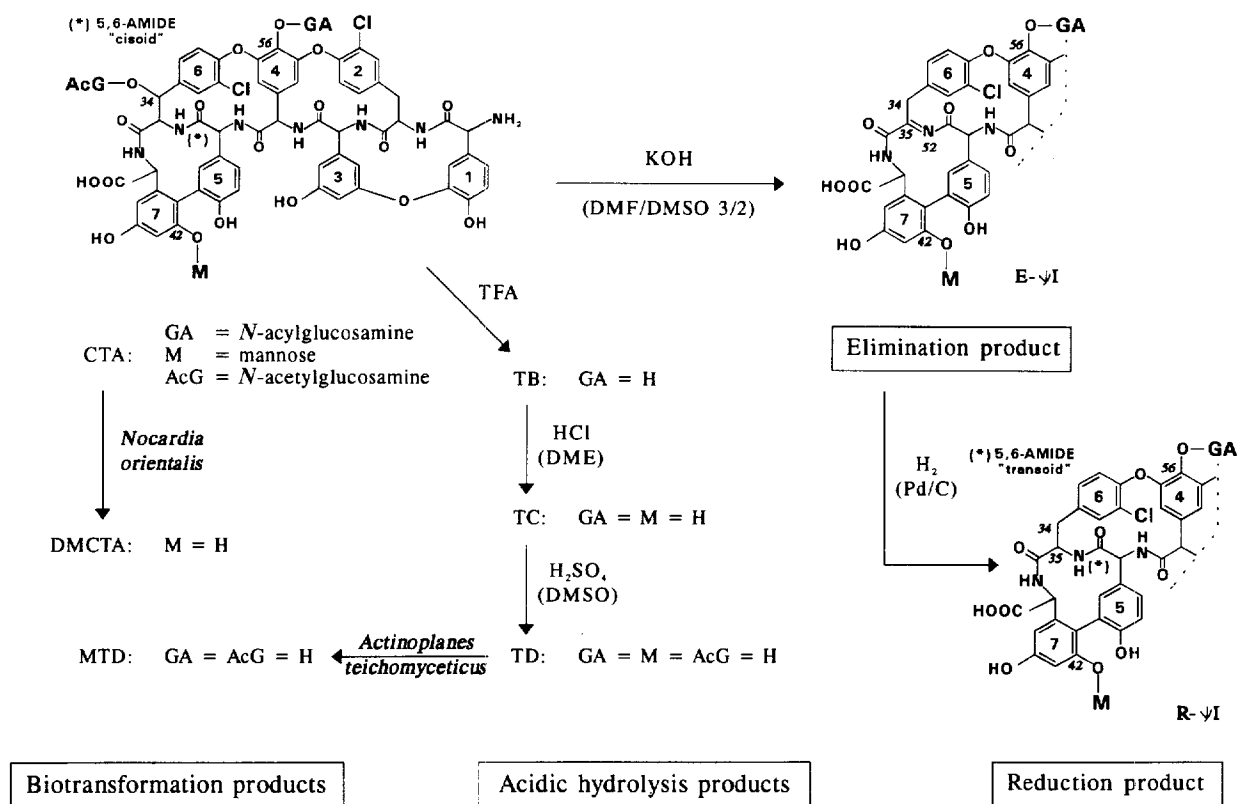 (*) 5,6-AMIDE
"cisoid"
O—GA
56
Cl
O
O
6
4
2
AcG—O
Cl
34
O H O H O H O H O
N N N N NH₂
(*)
O
NH
N
H
O
N
H
O
HOOC
5
3
1
7
OH
HO
O
OH
HO
42
O
M
KOH
(DMF/DMSO 3/2)
O—GA
56
O
6
4
Cl
34
O
35
N
52
O
H
N
O
HN
HOOC
5
7
OH
HO
42
O
M
E-ψI
Elimination product
TFA
GA = N-acylglucosamine
CTA: M = mannose
AcG = N-acetylglucosamine
TB: GA = H
Nocardia
orientalis
HCl
(DME)
TC: GA = M = H
DMCTA: M = H
H₂SO₄
(DMSO)
MTD: GA = AcG = H
Actinoplanes
teichomyceticus
TD: GA = M = AcG = H
H₂
(Pd/C)
(*) 5,6-AMIDE
"transoid"
O—GA
56
O
6
4
Cl
34
O
35
N
H
(*)
O
H
N
O
HN
HOOC
5
7
OH
HO
42
O
M
R-ψI
Biotransformation products
Acidic hydrolysis products
Reduction product